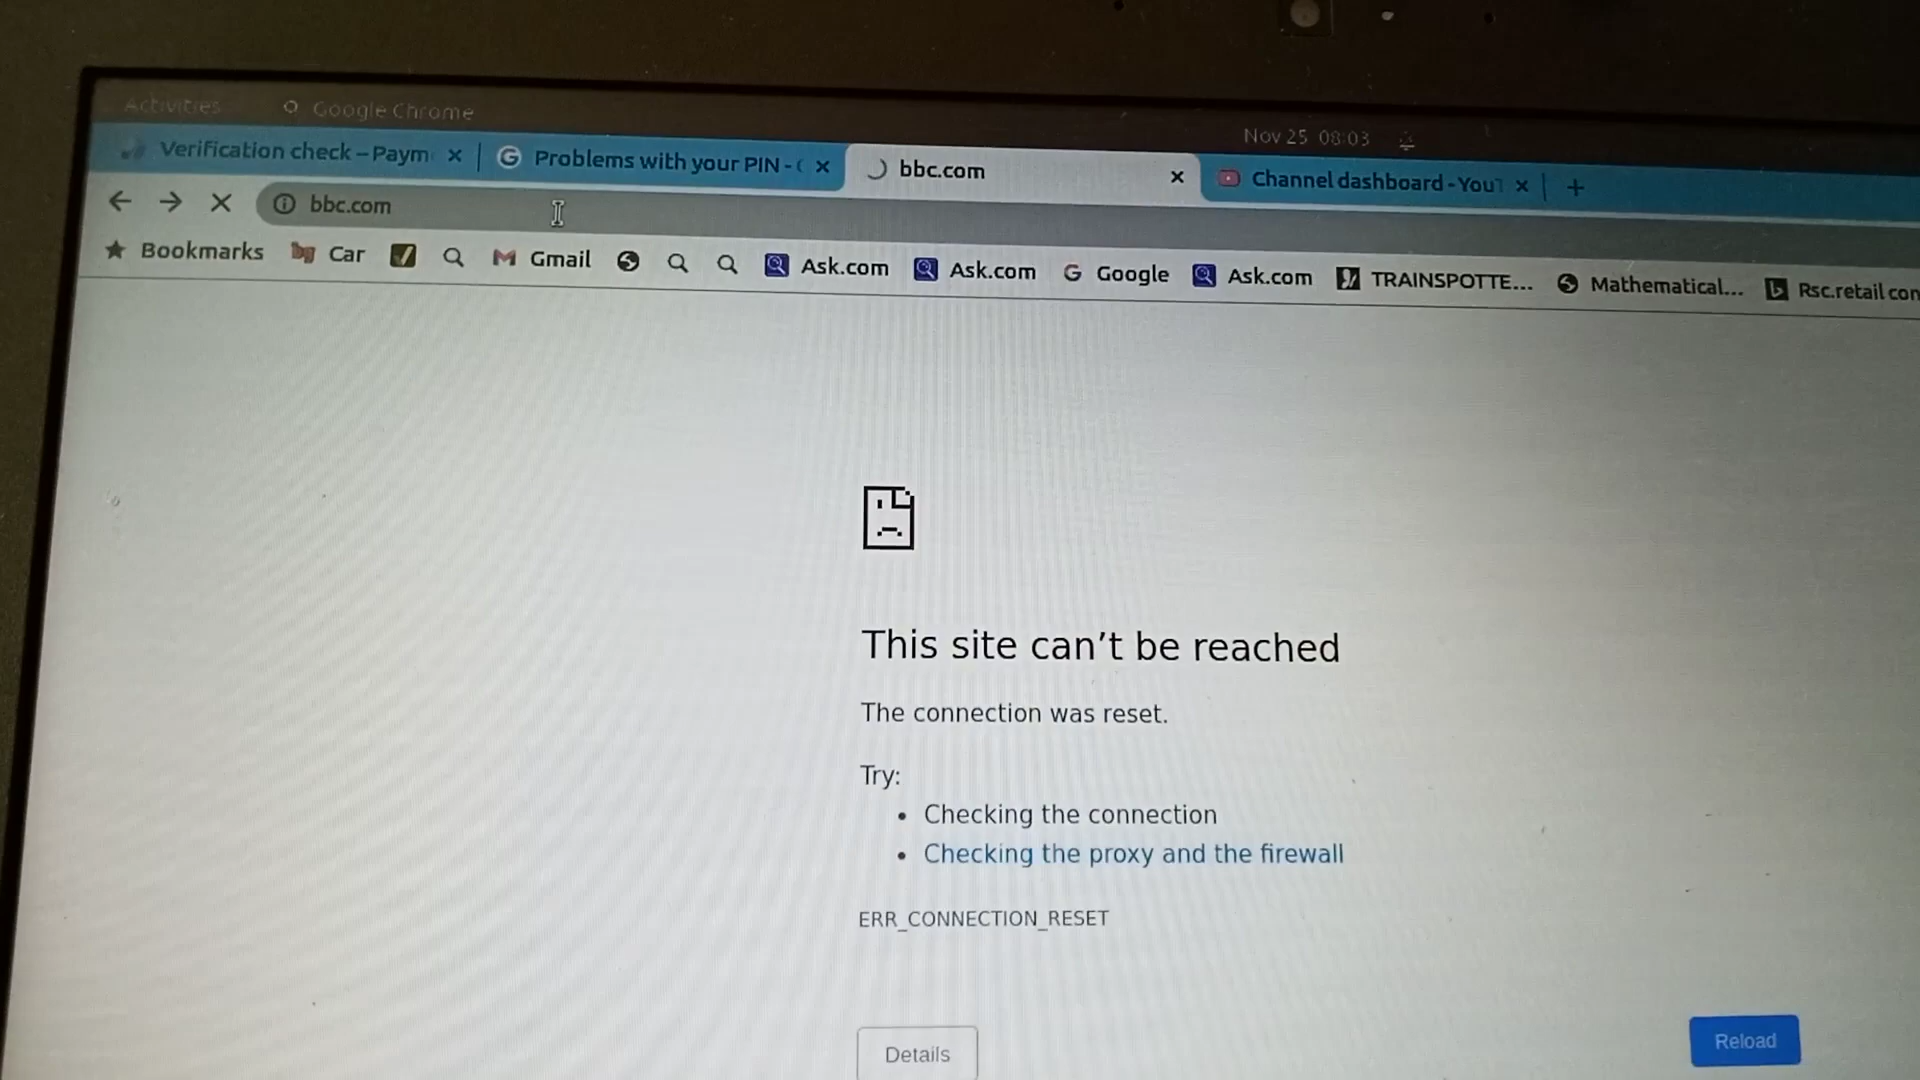 Activities Google Chrome Nov 25 08:03
Verification check – Paym Problems with your PIN - bbc.com Channel dashboard - YouT
bbc.com
Bookmarks Car Gmail Ask.com Ask.com Google Ask.com TRAINSPOTTE... Mathematical... Rsc.retail con
This site can't be reached
The connection was reset.
Try:
• Checking the connection
• Checking the proxy and the firewall
ERR_CONNECTION_RESET
Details Reload